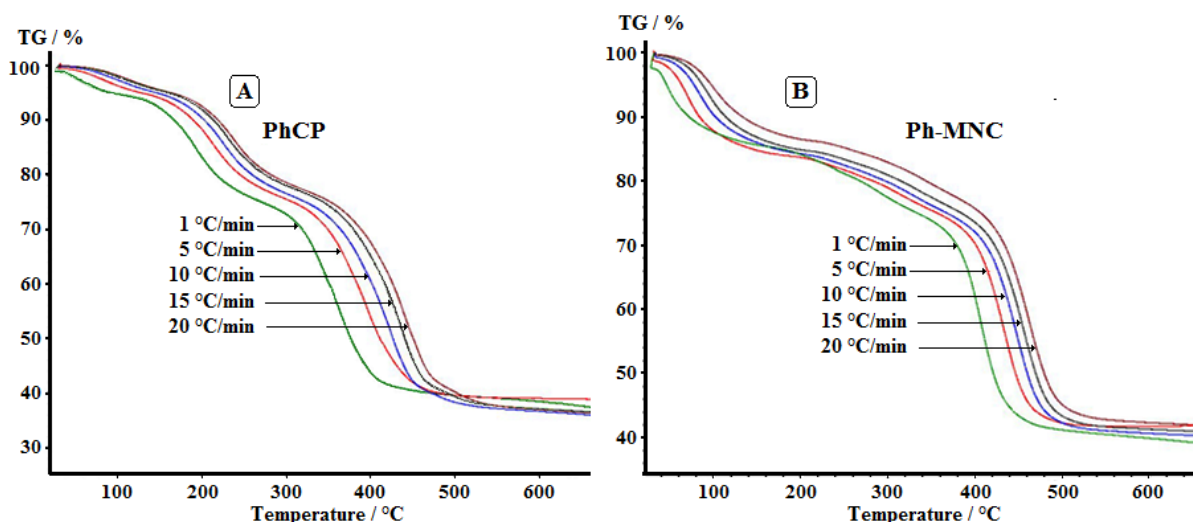 TG / %
100
90
80
70
60
50
40
30
A
PhCP
1 °C/min
5 °C/min
10 °C/min
15 °C/min
20 °C/min
100 200 300 400 500 600
Temperature / °C
TG / %
100
90
80
70
60
50
40
B
Ph-MNC
1 °C/min
5 °C/min
10 °C/min
15 °C/min
20 °C/min
100 200 300 400 500 600
Temperature / °C